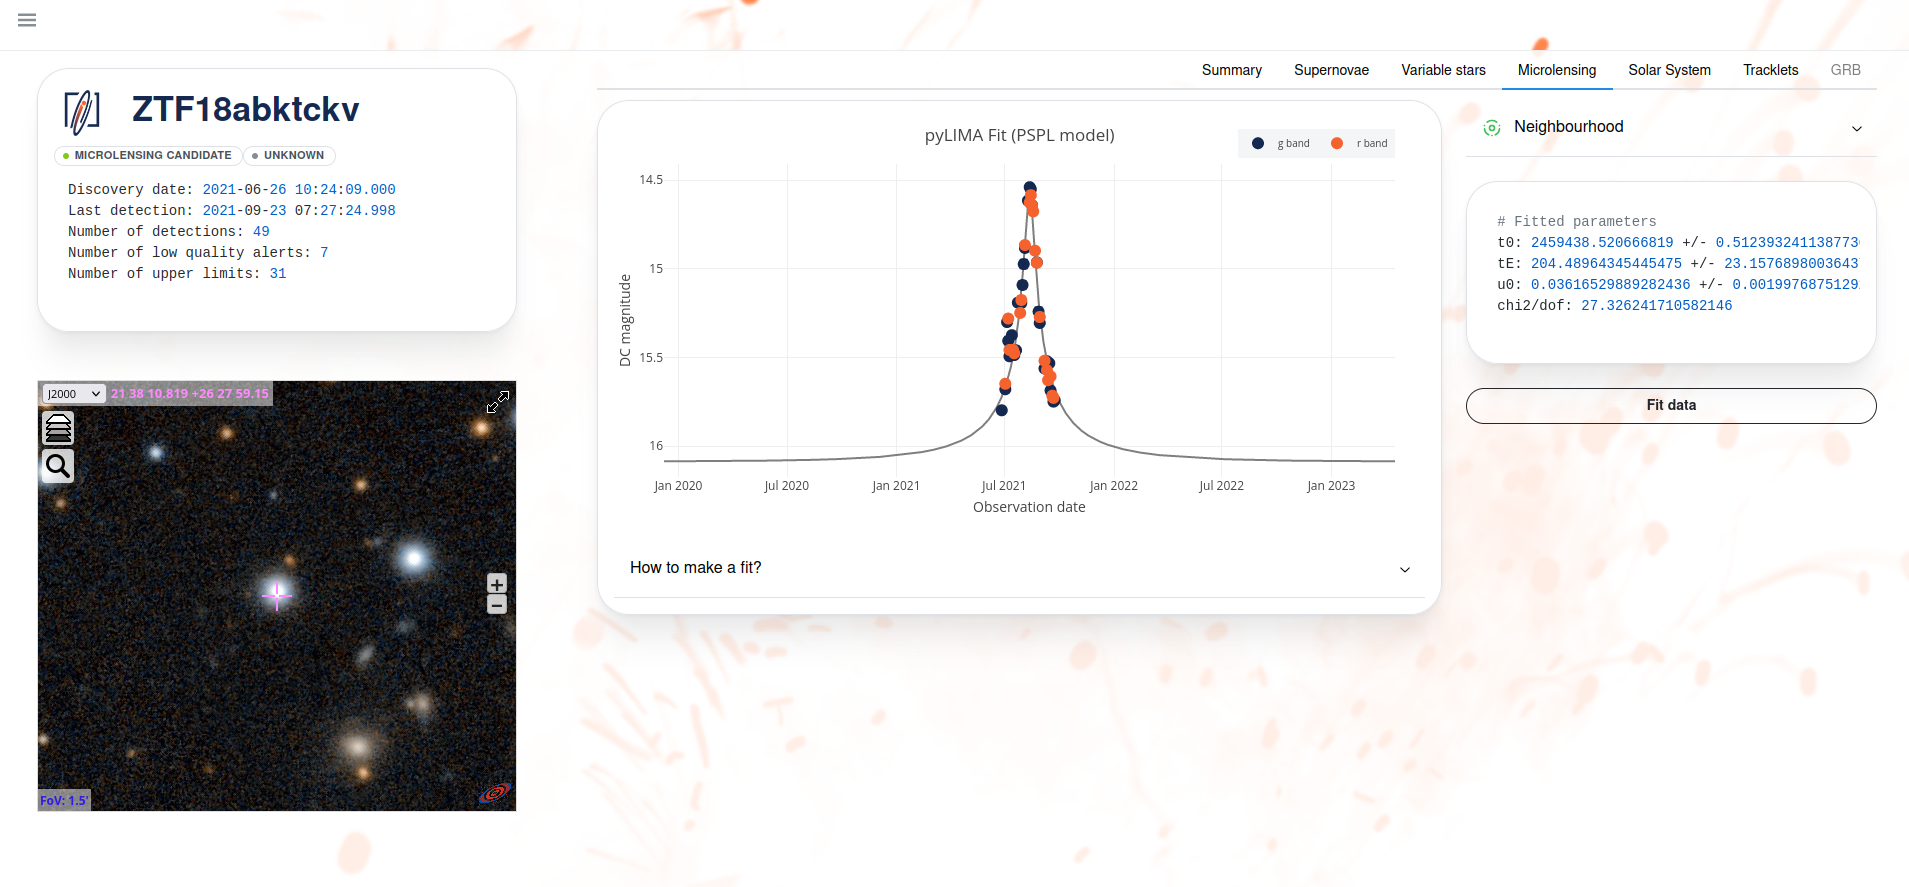 Summary Supernovae Variable stars Microlensing Solar System Tracklets GRB
ZTF18abktckv
MICROLENSING CANDIDATE UNKNOWN
Discovery date: 2021-06-26 10:24:09.000
Last detection: 2021-09-23 07:27:24.998
Number of detections: 49
Number of low quality alerts: 7
Number of upper limits: 31
J2000 21 38 10.819 +26 27 59.15
+
−
FoV: 1.5'
pyLIMA Fit (PSPL model)
g band r band
14.5
15
15.5
16
DC magnitude
Jan 2020 Jul 2020 Jan 2021 Jul 2021 Jan 2022 Jul 2022 Jan 2023
Observation date
How to make a fit?
Neighbourhood
# Fitted parameters
t0: 2459438.520666819 +/- 0.512393241138773
tE: 204.48964345445475 +/- 23.1576898003643
u0: 0.03616529889282436 +/- 0.0019976875129
chi2/dof: 27.326241710582146
Fit data